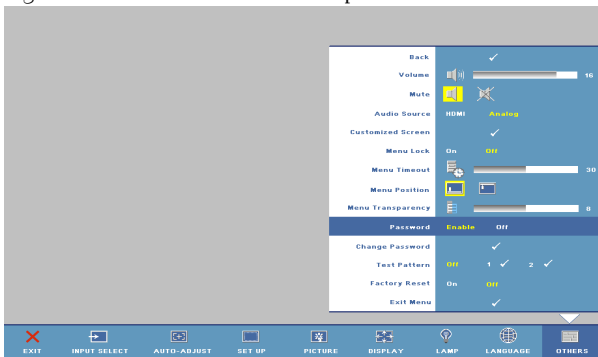 Back
Volume 16
Mute
Audio Source HDMI Analog
Customized Screen
Menu Lock On Off
Menu Timeout 30
Menu Position
Menu Transparency 8
Password Enable Off
Change Password
Test Pattern Off 1 2
Factory Reset On Off
Exit Menu
EXIT INPUT SELECT AUTO-ADJUST SET UP PICTURE DISPLAY LAMP LANGUAGE OTHERS